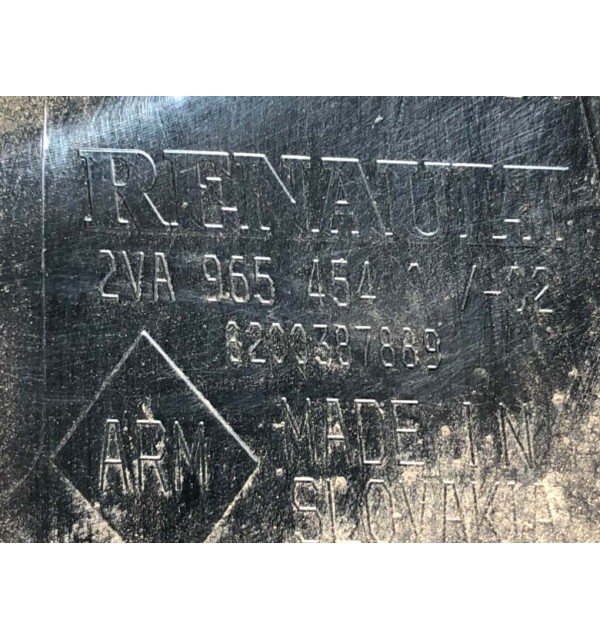 RENAULT
2VA 965 454
8200387889
ARM
MADE IN
SLOVAKIA